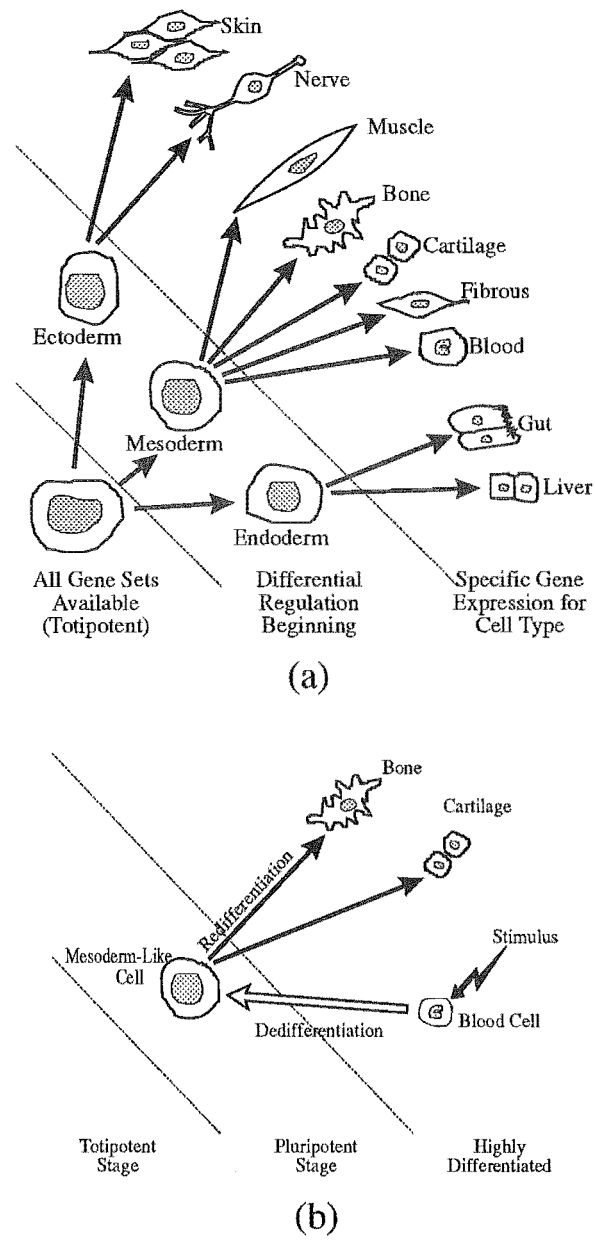 Skin
Nerve
Muscle
Bone
Cartilage
Fibrous
Blood
Ectoderm
Mesoderm
Gut
Liver
Endoderm
All Gene Sets
Available
(Totipotent)
Differential
Regulation
Beginning
Specific Gene
Expression for
Cell Type
(a)
Bone
Cartilage
Redifferentiation
Stimulus
Mesoderm-Like
Cell
Blood Cell
Dedifferentiation
Totipotent
Stage
Pluripotent
Stage
Highly
Differentiated
(b)